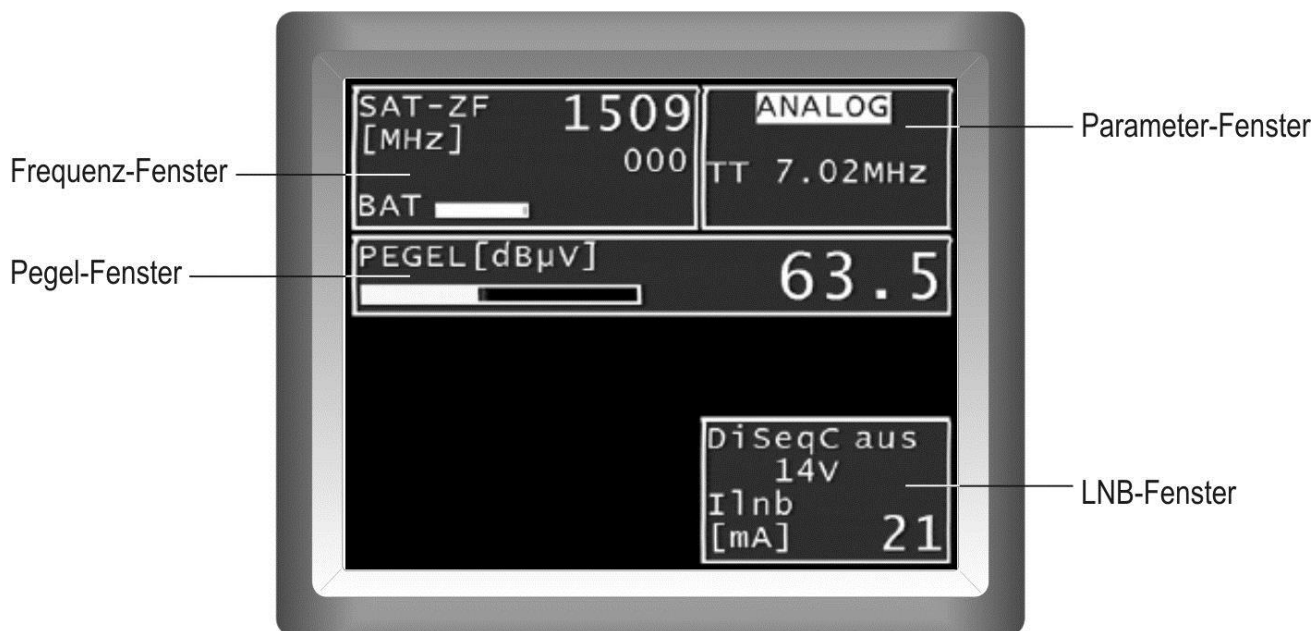 SAT-ZF 1509
[MHz]
000
BAT
ANALOG
TT 7.02MHz
PEGEL[dBµV]
63.5
DiSeqC aus
14V
Ilnb
[mA] 21
Frequenz-Fenster
Pegel-Fenster
Parameter-Fenster
LNB-Fenster